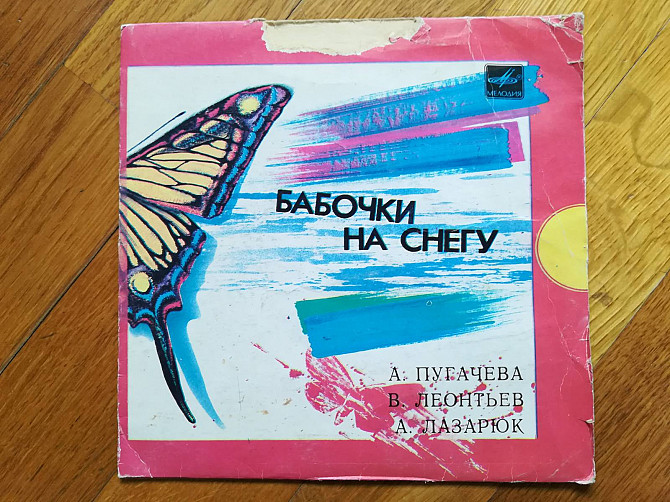 МЕЛОДИЯ
БАБОЧКИ
НА СНЕГУ
А. ПУГАЧЕВА
В. ЛЕОНТЬЕВ
А. ЛАЗАРЮК